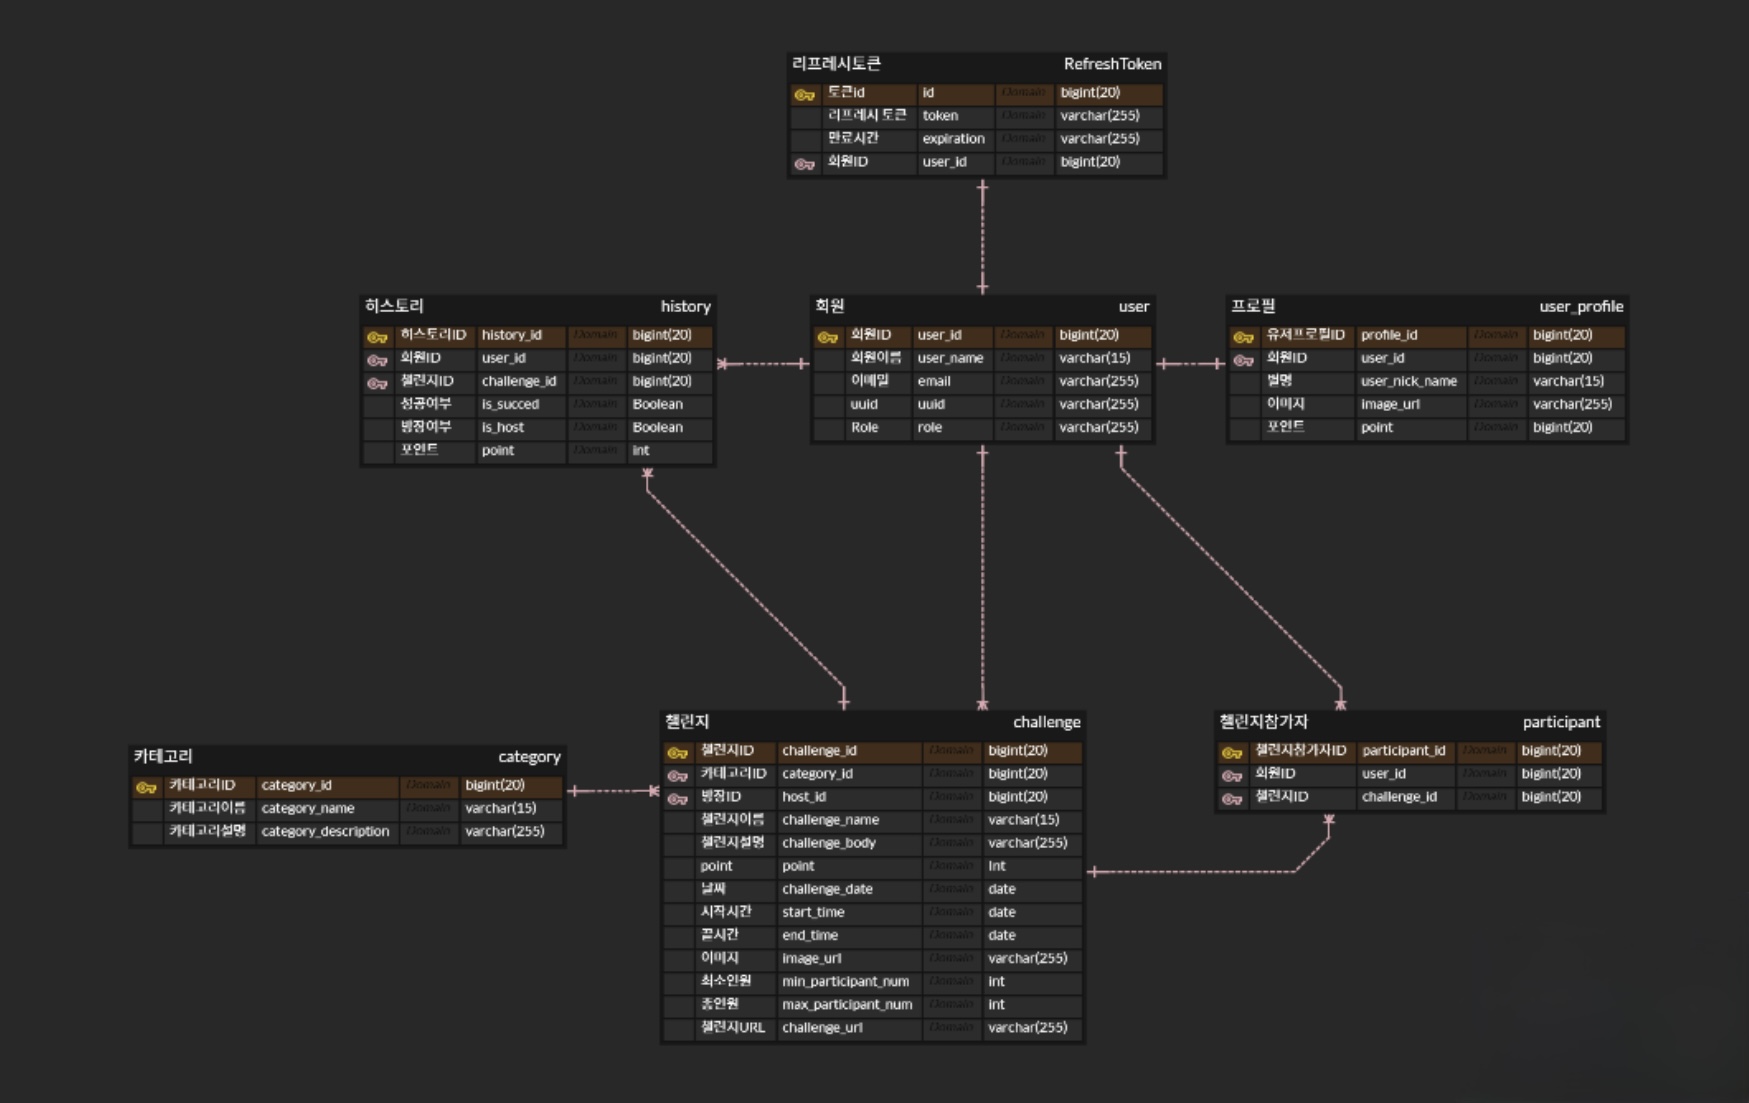 리프레시토큰 RefreshToken
토큰id id Domain bigint(20)
리프레시 토큰 token Domain varchar(255)
만료시간 expiration Domain varchar(255)
회원ID user_id Domain bigint(20)
히스토리 history
히스토리ID history_id Domain bigint(20)
회원ID user_id Domain bigint(20)
챌린지ID challenge_id Domain bigint(20)
성공여부 is_succed Domain Boolean
방장여부 is_host Domain Boolean
포인트 point Domain int
회원 user
회원ID user_id Domain bigint(20)
회원이름 user_name Domain varchar(15)
이메일 email Domain varchar(255)
uuid uuid Domain varchar(255)
Role role Domain varchar(255)
프로필 user_profile
유저프로필ID profile_id Domain bigint(20)
회원ID user_id Domain bigint(20)
별명 user_nick_name Domain varchar(15)
이미지 image_url Domain varchar(255)
포인트 point Domain bigint(20)
카테고리 category
카테고리ID category_id Domain bigint(20)
카테고리이름 category_name Domain varchar(15)
카테고리설명 category_description Domain varchar(255)
챌린지 challenge
챌린지ID challenge_id Domain bigint(20)
카테고리ID category_id Domain bigint(20)
방장ID host_id Domain bigint(20)
챌린지이름 challenge_name Domain varchar(15)
챌린지설명 challenge_body Domain varchar(255)
point point Domain Int
날짜 challenge_date Domain date
시작시간 start_time Domain date
끝시간 end_time Domain date
이미지 image_url Domain varchar(255)
최소인원 min_participant_num Domain int
총인원 max_participant_num Domain int
챌린지URL challenge_url Domain varchar(255)
챌린지참가자 participant
챌린지참가자ID participant_id Domain bigint(20)
회원ID user_id Domain bigint(20)
챌린지ID challenge_id Domain bigint(20)